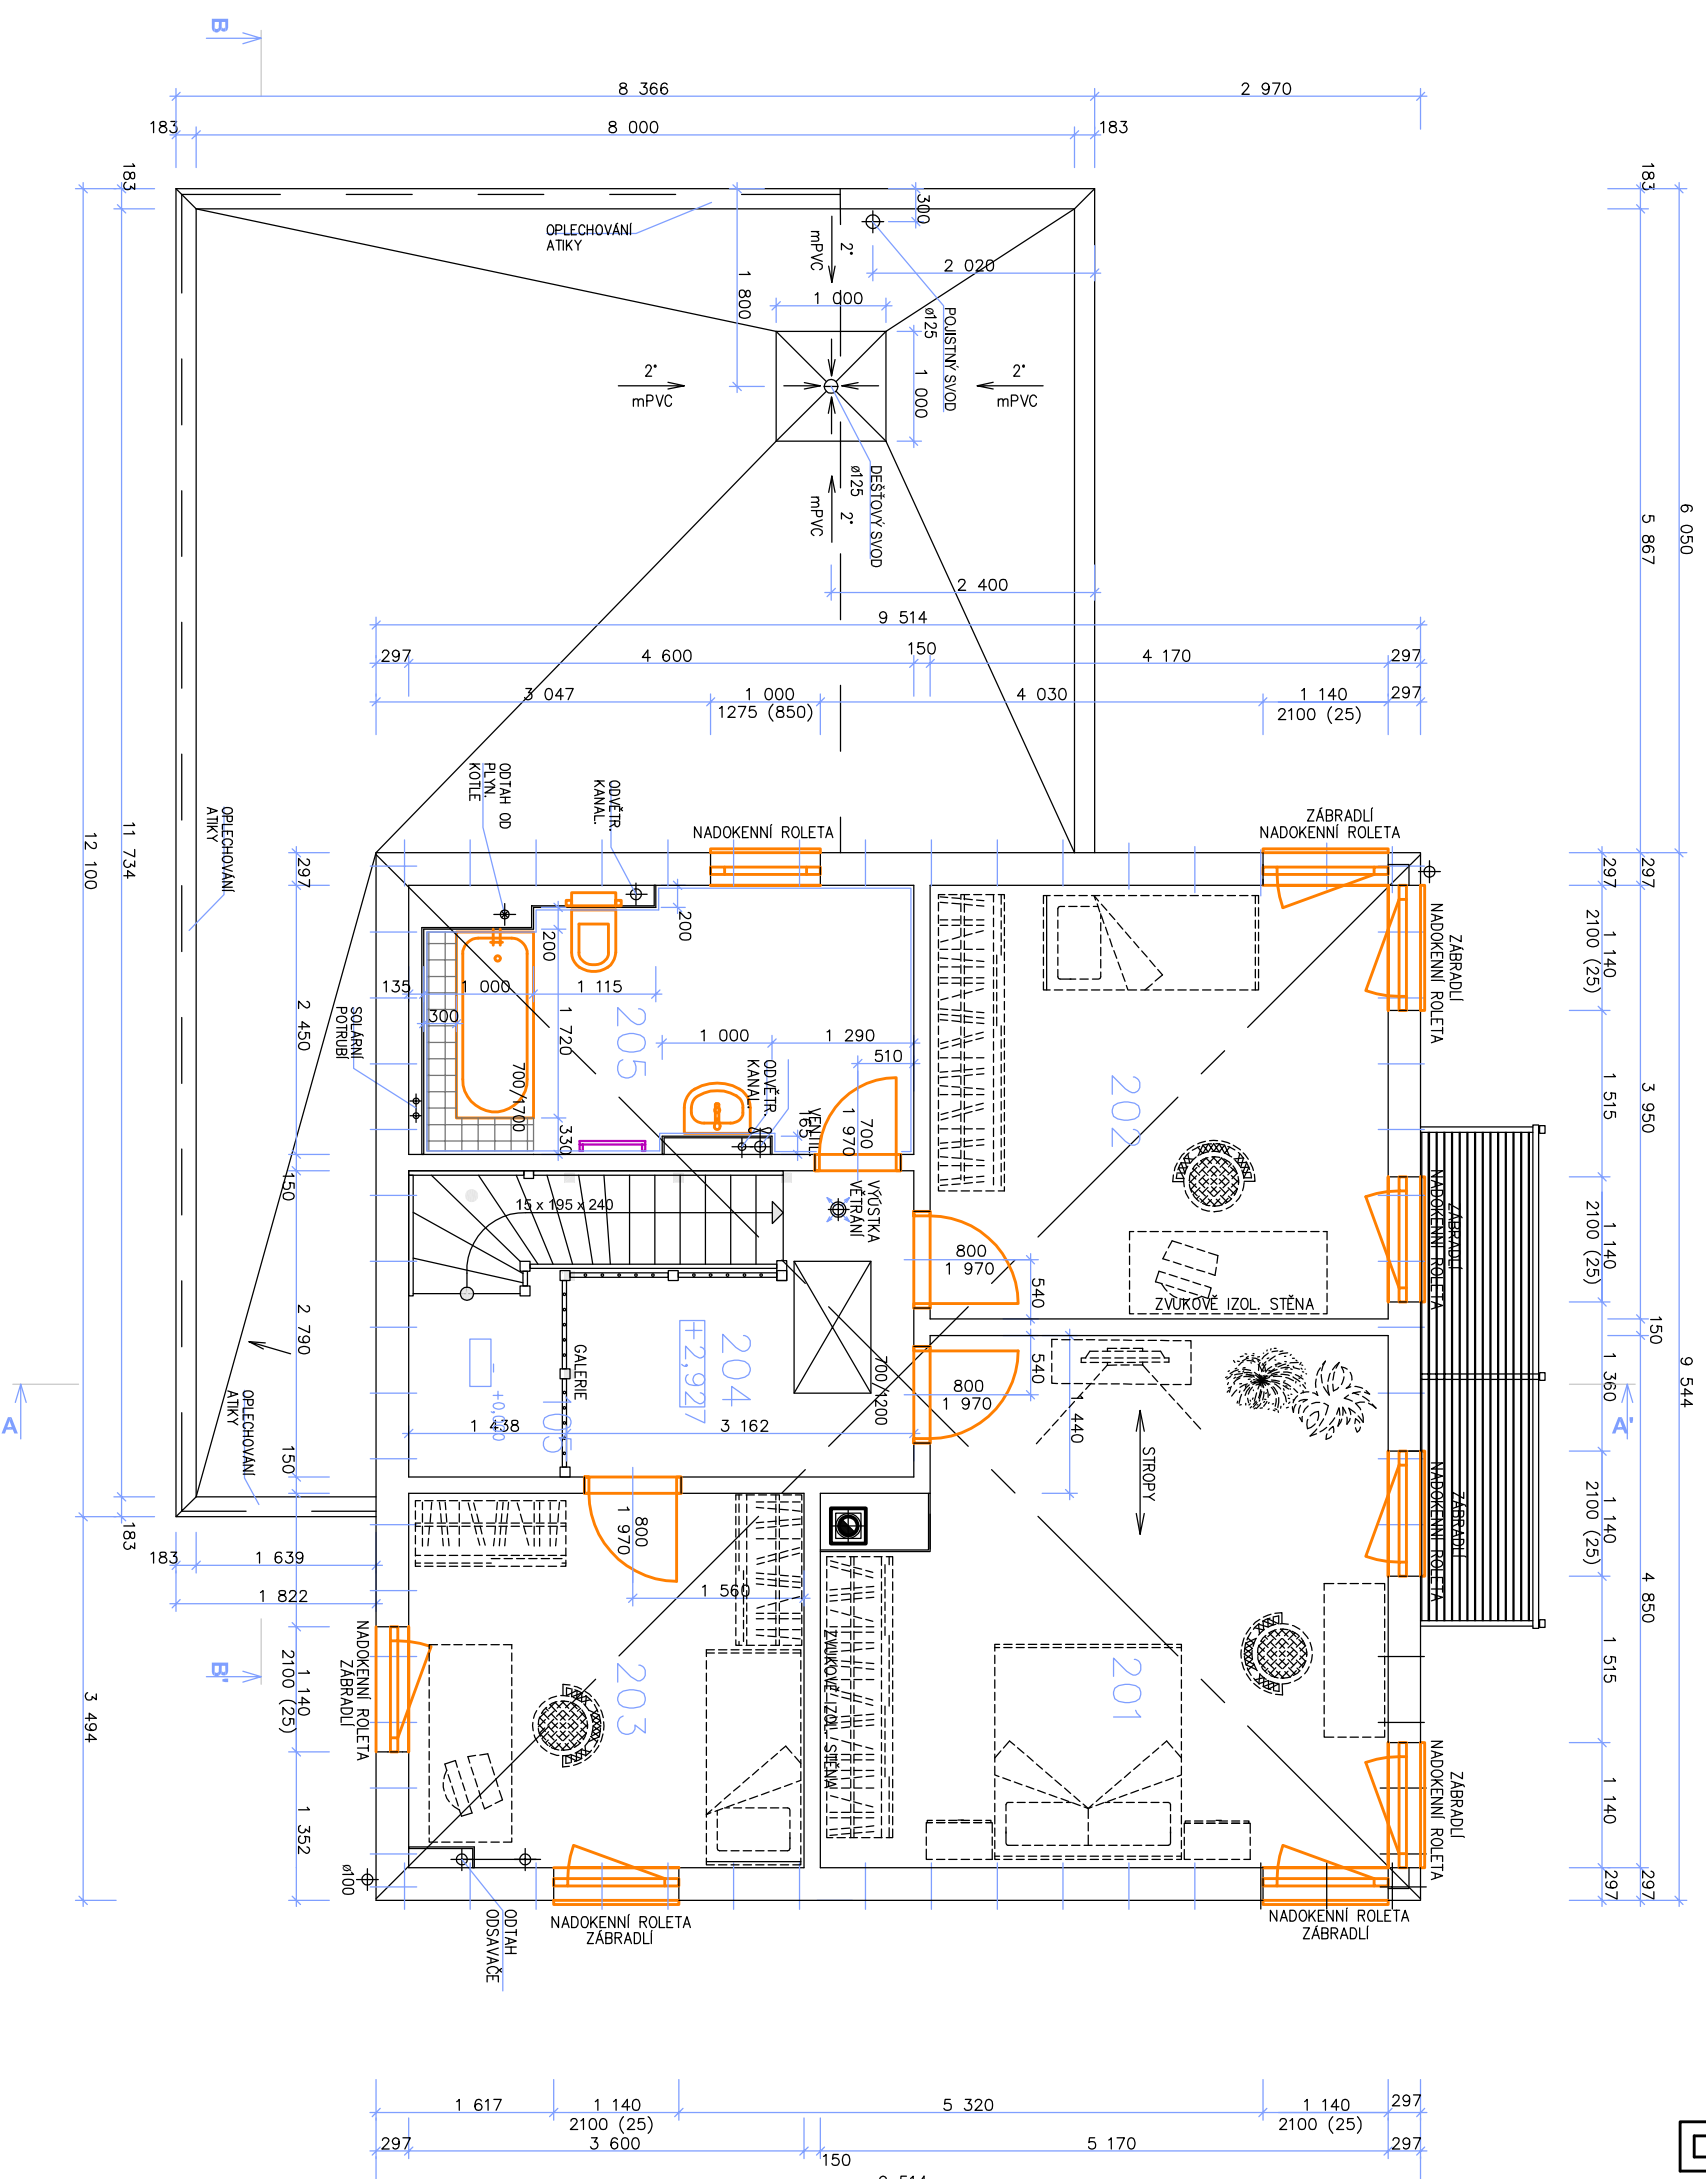 B
8 366
2 970
183
8 000
183
183
183
300
OPLECHOVÁNÍ
ATIKY
2°
mPVC
2 020
1 800
1 000
POJISTNÝ SVOD
ø125
6 050
5 867
2°
mPVC
1 000
2°
mPVC
DEŠŤOVÝ SVOD
ø125
2°
mPVC
2 400
9 514
297
4 600
150
4 170
297
3 047
1 000
1275 (850)
4 030
1 140
2100 (25)
297
ODTAH OD
PLYN.
KOTLE
ODVĚTR.
KANAL.
OPLECHOVÁNÍ
ATIKY
12 100
11 734
NADOKENNÍ ROLETA
ZÁBRADLÍ
NADOKENNÍ ROLETA
297
297
297
200
200
ZÁBRADLÍ
NADOKENNÍ ROLETA
1 140
2100 (25)
135
1 000
1 115
300
2 450
SOLÁRNÍ
POTRUBÍ
1 720
205
1 000
1 290
510
700/1700
ODVĚTR.
KANAL.
VENTIL.
165
700
1 970
330
202
1 515
3 950
150
15 x 195 x 240
VÝÚSTKA
VĚTRÁNÍ
ZÁBRADLÍ
NADOKENNÍ ROLETA
1 140
2100 (25)
800
1 970
540
ZVUKOVĚ IZOL. STĚNA
150
2 790
GALERIE
204
+2,927
700/1200
540
800
1 970
1 360
9 544
A
A'
OPLECHOVÁNÍ
ATIKY
+0,000
105
1 438
3 162
1 440
STROPY
150
ZÁBRADLÍ
NADOKENNÍ ROLETA
1 140
2100 (25)
183
183
1 639
1 822
800
1 970
1 560
4 850
B'
NADOKENNÍ ROLETA
ZÁBRADLÍ
1 140
2100 (25)
203
ZVUKOVĚ IZOL. STĚNA
201
1 515
3 494
ZÁBRADLÍ
NADOKENNÍ ROLETA
1 140
1 352
ø100
297
297
ODTAH
ODSAVAČE
NADOKENNÍ ROLETA
ZÁBRADLÍ
NADOKENNÍ ROLETA
ZÁBRADLÍ
1 617
1 140
2100 (25)
5 320
1 140
2100 (25)
297
297
3 600
150
5 170
297